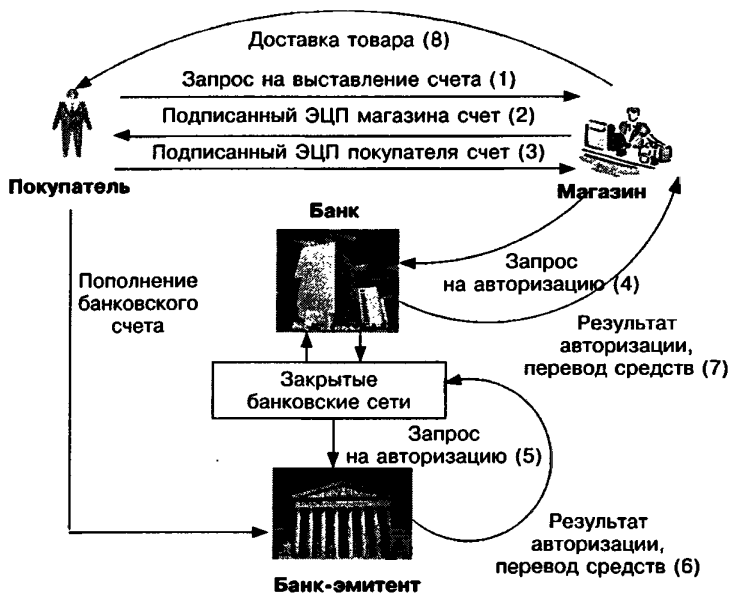 Доставка товара (8)
Запрос на выставление счета (1)
Подписанный ЭЦП магазина счет (2)
Подписанный ЭЦП покупателя счет (3)
Покупатель
Магазин
Банк
Запрос
на авторизацию (4)
Пополнение
банковского
счета
Результат
авторизации,
перевод средств (7)
Закрытые
банковские сети
Запрос
на авторизацию (5)
Результат
авторизации,
перевод средств (6)
Банк-эмитент